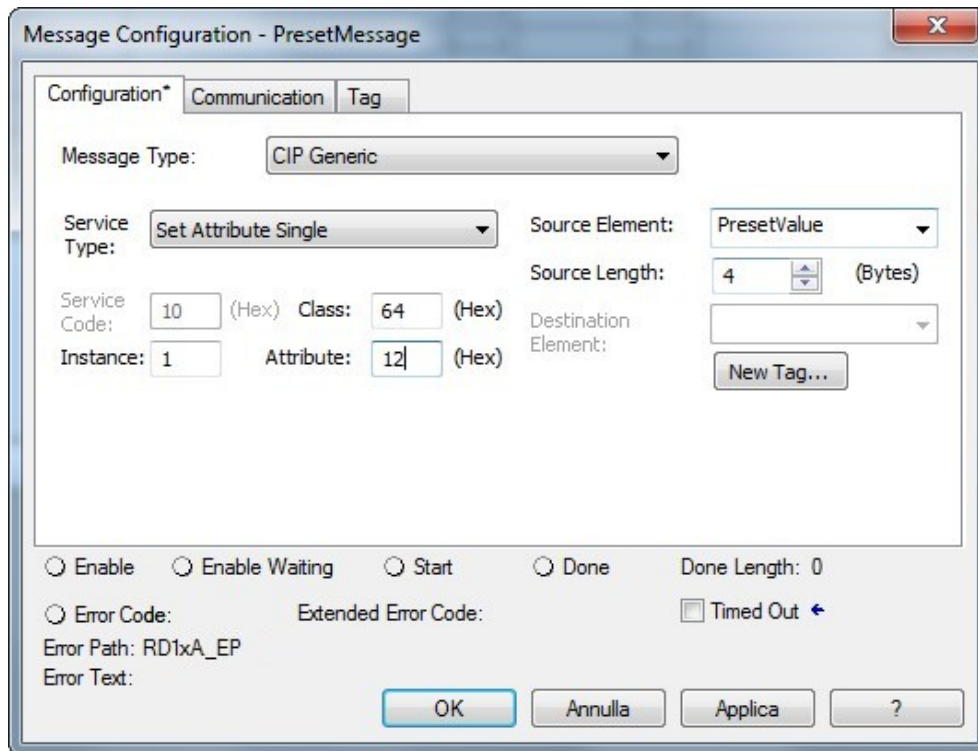 Message Configuration - PresetMessage
Configuration* Communication Tag
Message Type: CIP Generic
Service Type: Set Attribute Single
Source Element: PresetValue
Source Length: 4 (Bytes)
Service Code: 10 (Hex) Class: 64 (Hex)
Destination Element:
Instance: 1 Attribute: 12 (Hex)
New Tag...
Enable Enable Waiting Start Done Done Length: 0
Error Code: Extended Error Code: Timed Out
Error Path: RD1xA_EP
Error Text:
OK Annulla Applica ?